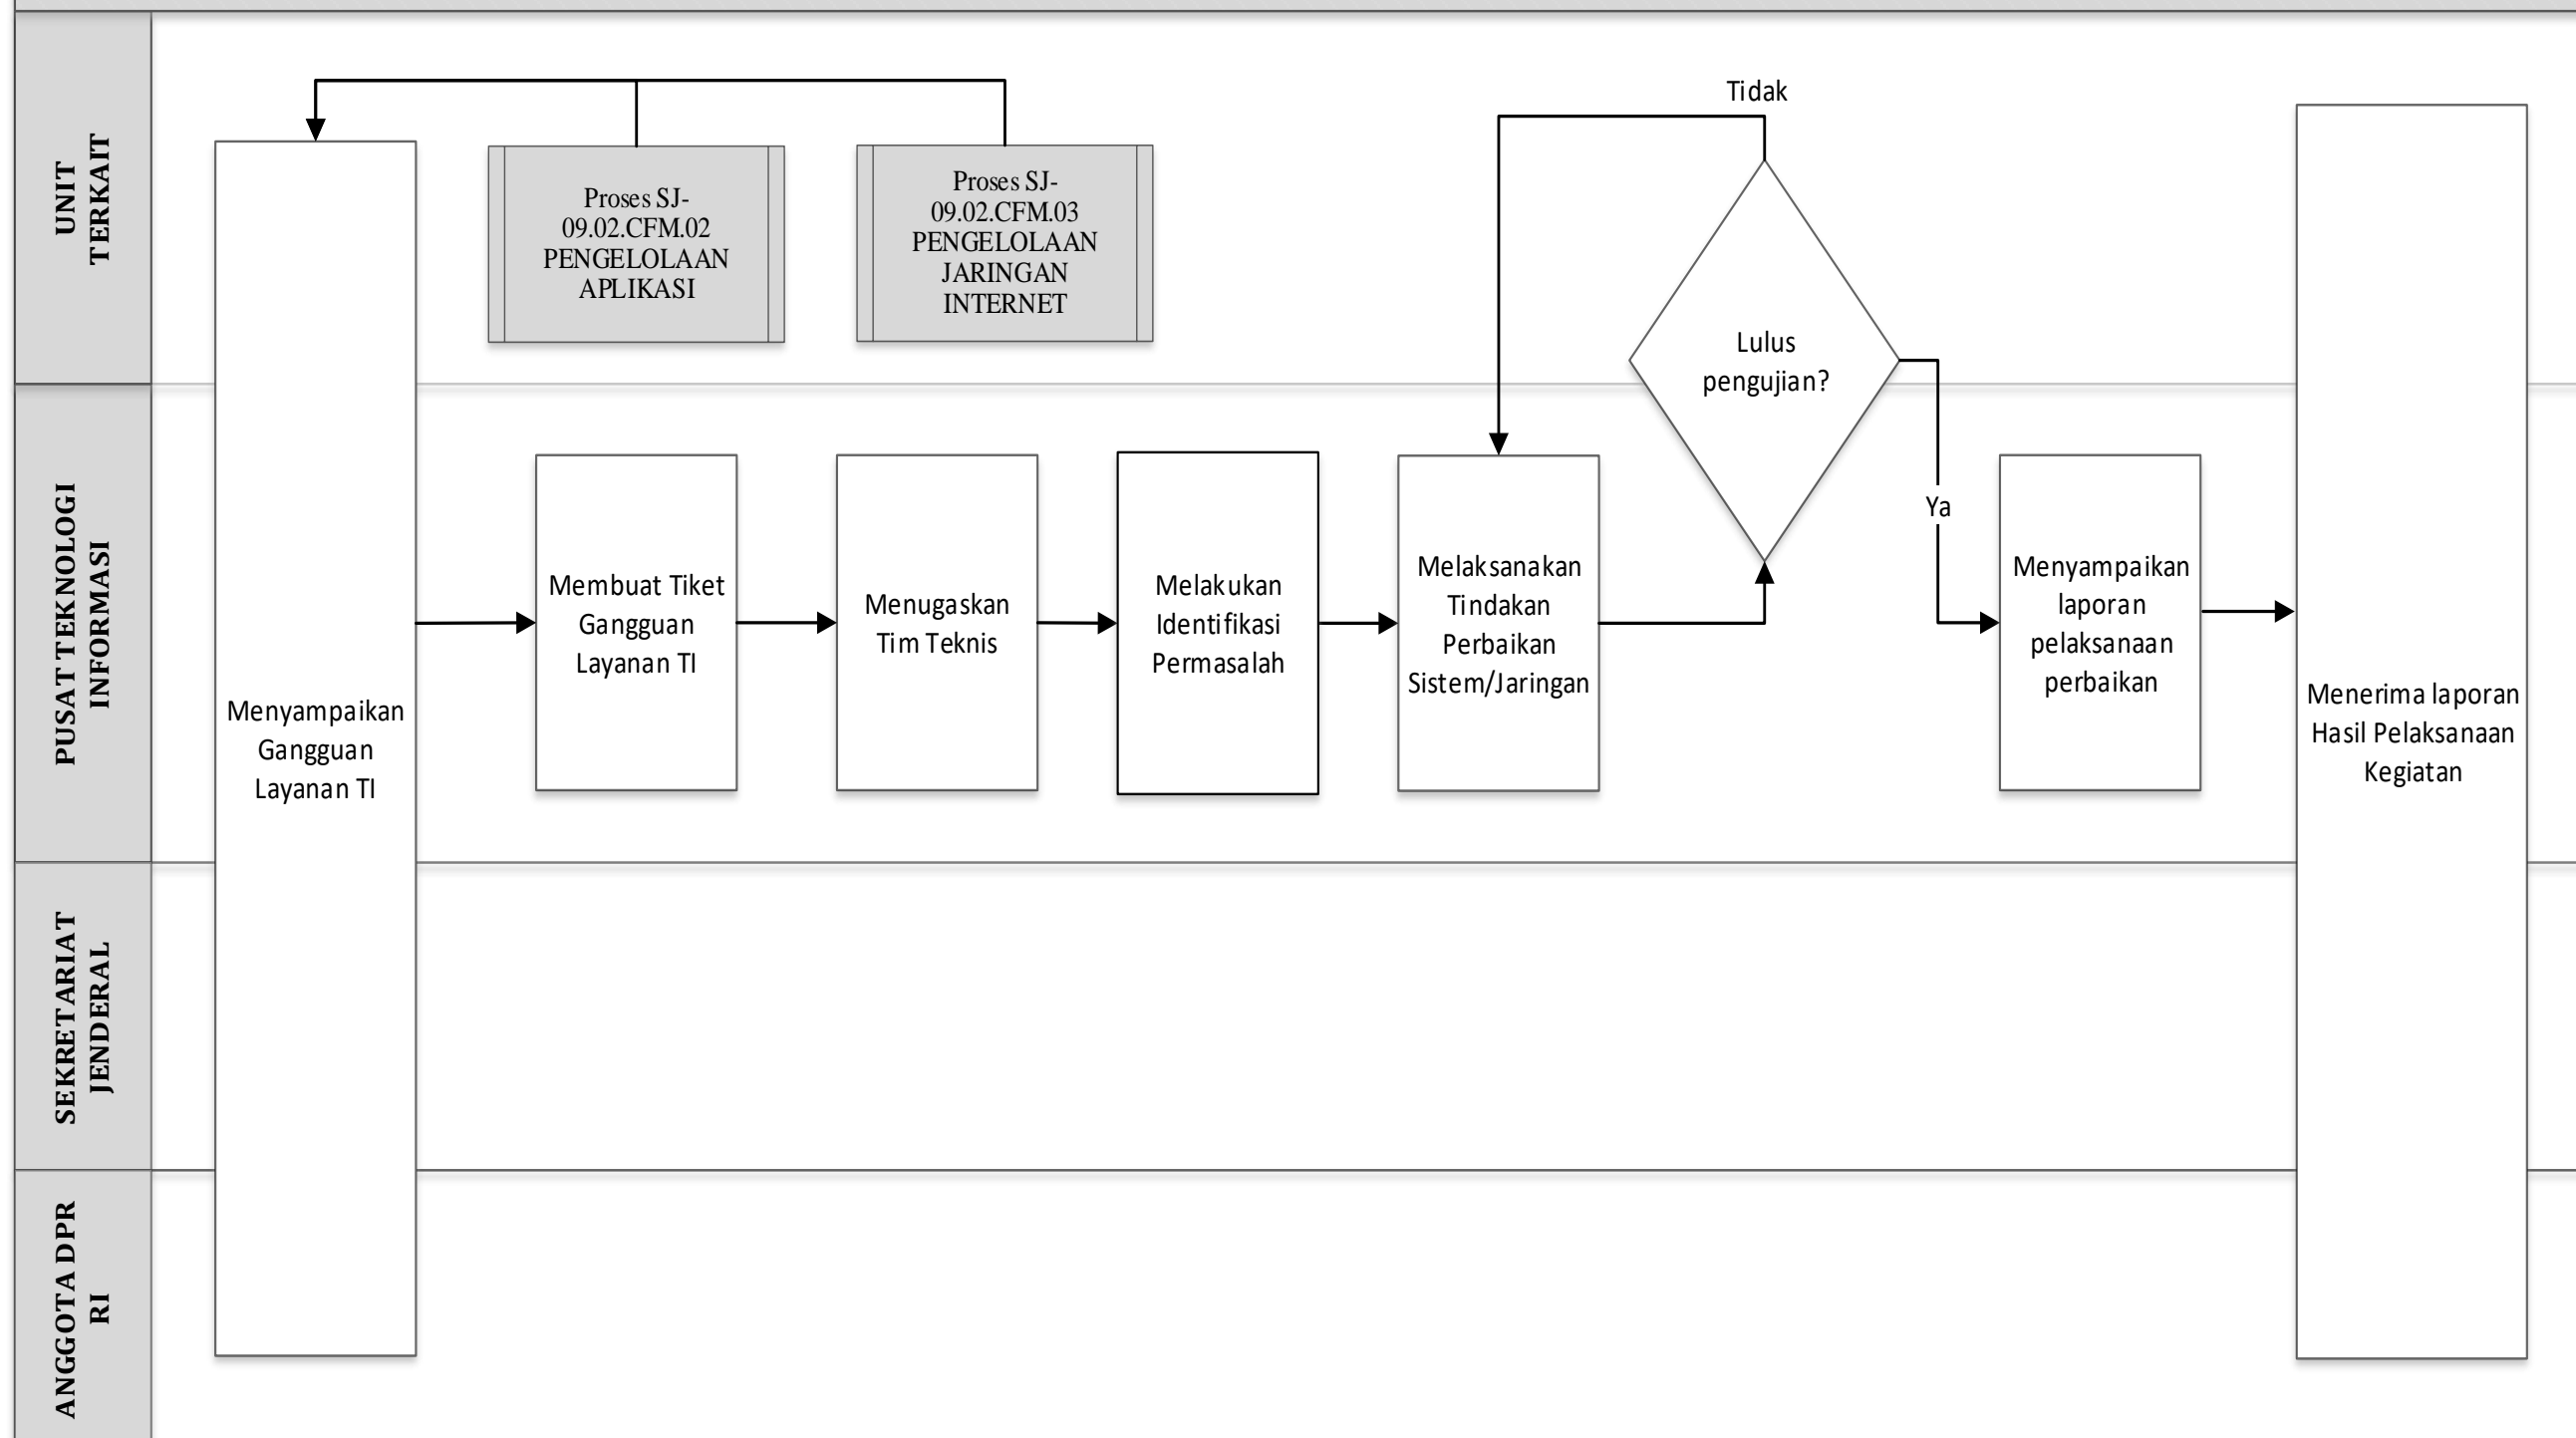 UNIT
TERKAIT
PUSAT TEKNOLOGI
INFORMASI
SEKRETARIAT
JENDERAL
ANGGOTA DPR
RI
Menyampaikan
Gangguan
Layanan TI
Proses SJ-
09.02.CFM.02
PENGELOLAAN
APLIKASI
Proses SJ-
09.02.CFM.03
PENGELOLAAN
JARINGAN
INTERNET
Membuat Tiket
Gangguan
Layanan TI
Menugaskan
Tim Teknis
Melakukan
Identifikasi
Permasalah
Melaksanakan
Tindakan
Perbaikan
Sistem/Jaringan
Tidak
Lulus
pengujian?
Ya
Menyampaikan
laporan
pelaksanaan
perbaikan
Menerima laporan
Hasil Pelaksanaan
Kegiatan